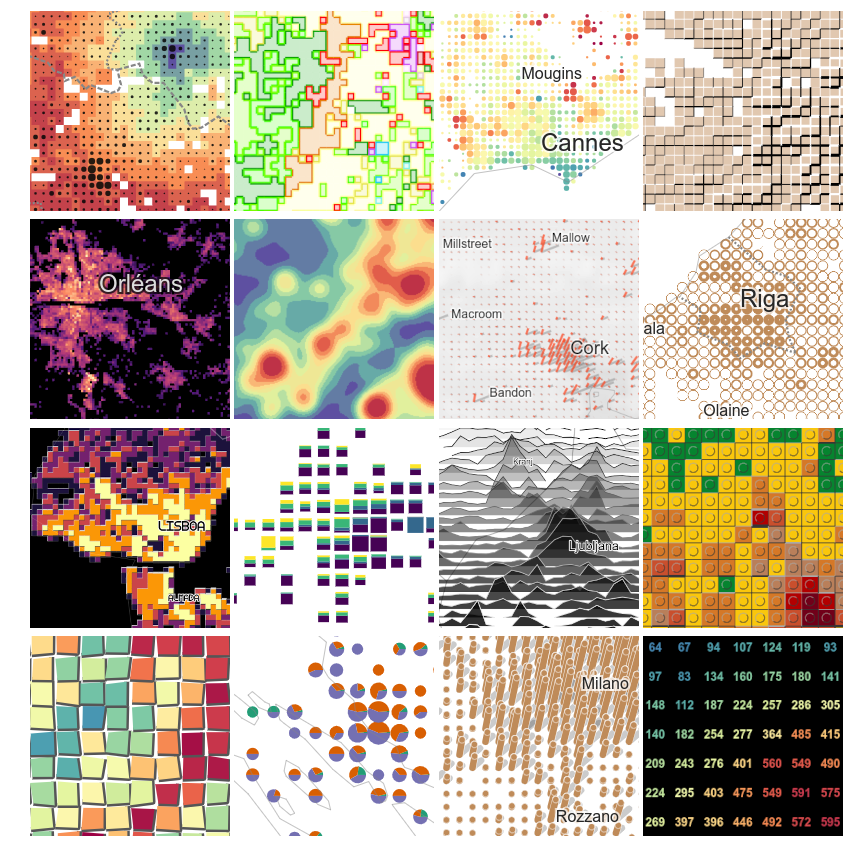 Mougins
Cannes
Orléans
Millstreet
Mallow
Macroom
Cork
Bandon
Riga
ala
Olaine
LISBOA
ALMADA
Kranj
Ljubljana
Milano
Rozzano
64 67 94 107 124 119 93
97 83 134 160 175 180 141
148 112 187 224 257 286 305
140 182 254 277 364 485 415
209 243 276 401 560 549 490
224 295 403 475 549 591 575
269 397 396 446 492 572 595